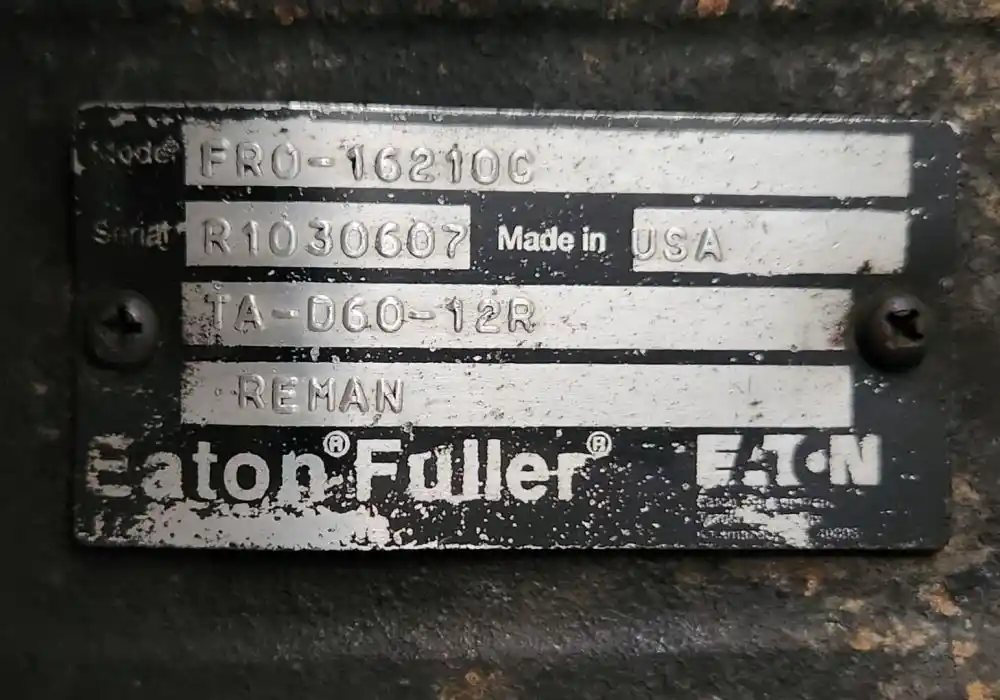 Model FRO-16210C
Serial R1030607 Made in USA
TA-D60-12R
REMAN
Eaton® Fuller® EATON